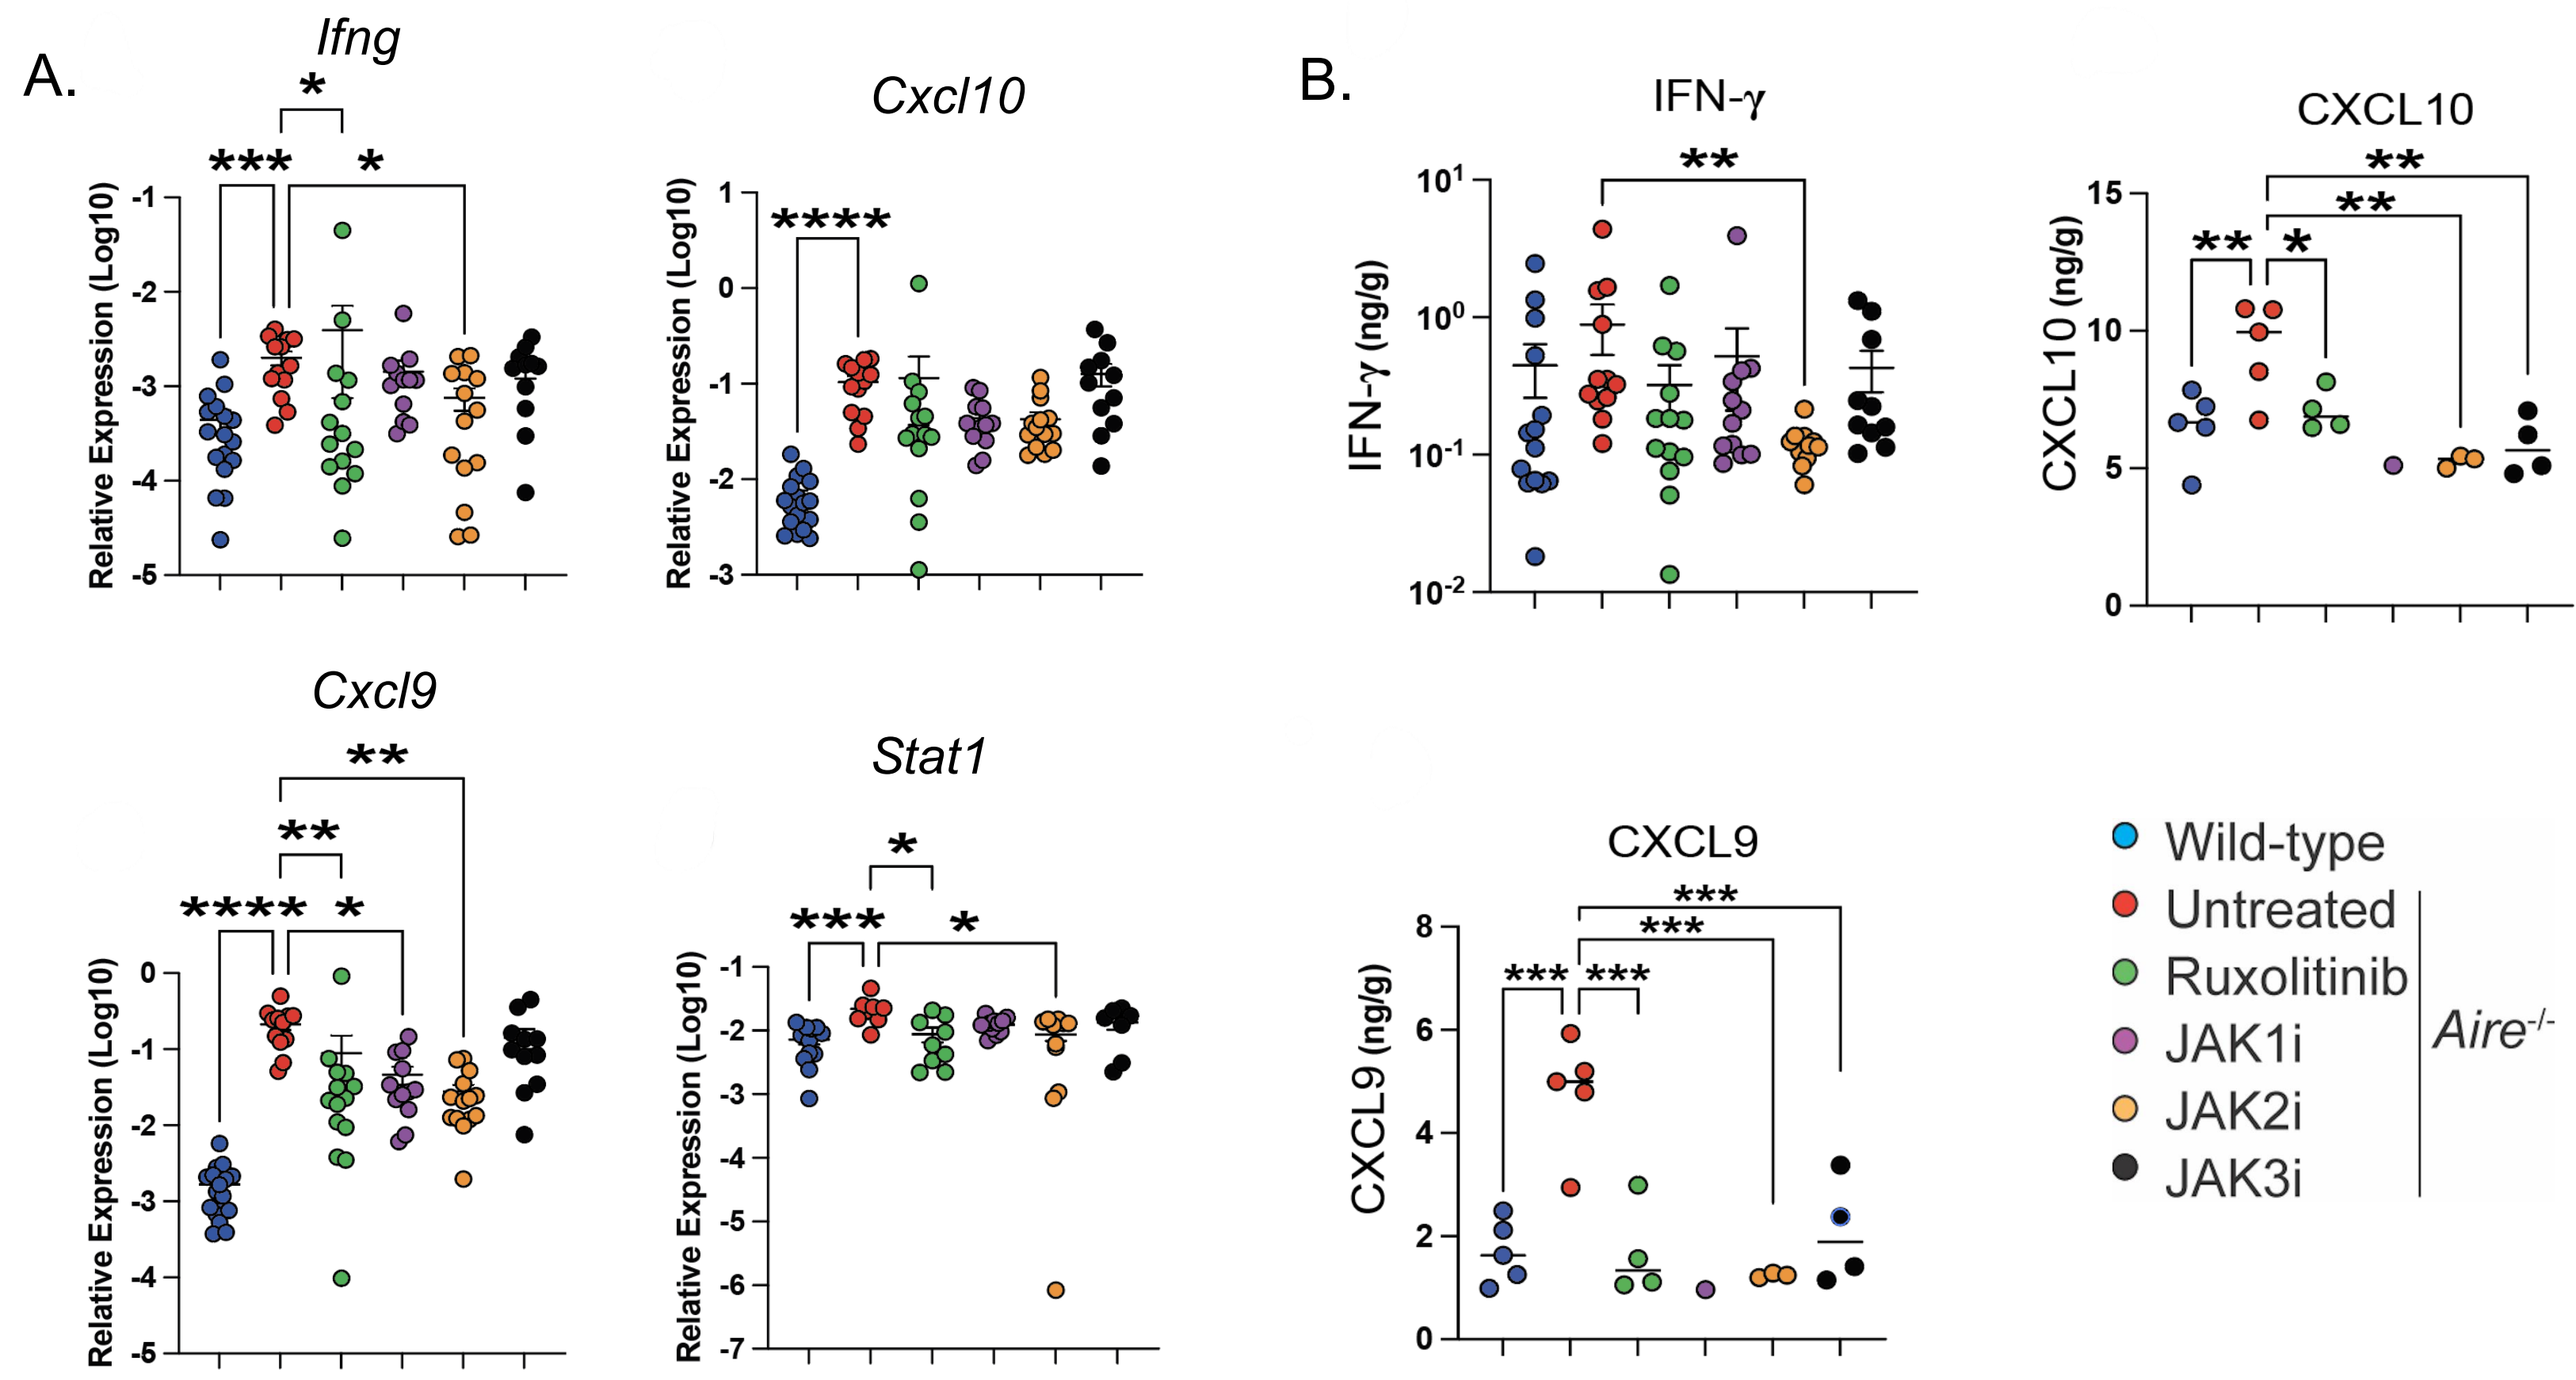 A.
Ifng
*
*** *
Relative Expression (Log10)
-1
-2
-3
-4
-5
Cxcl10
****
Relative Expression (Log10)
1
0
-1
-2
-3
Cxcl9
**
**
**** *
Relative Expression (Log10)
0
-1
-2
-3
-4
-5
Stat1
*
*** *
Relative Expression (Log10)
-1
-2
-3
-4
-5
-6
-7
B.
IFN-γ
**
IFN-γ (ng/g)
10¹
10⁰
10⁻¹
10⁻²
CXCL10
**
**
** *
CXCL10 (ng/g)
15
10
5
0
CXCL9
***
***
*** ***
CXCL9 (ng/g)
8
6
4
2
0
Wild-type
Untreated
Ruxolitinib
JAK1i
JAK2i
JAK3i
Aire⁻/⁻